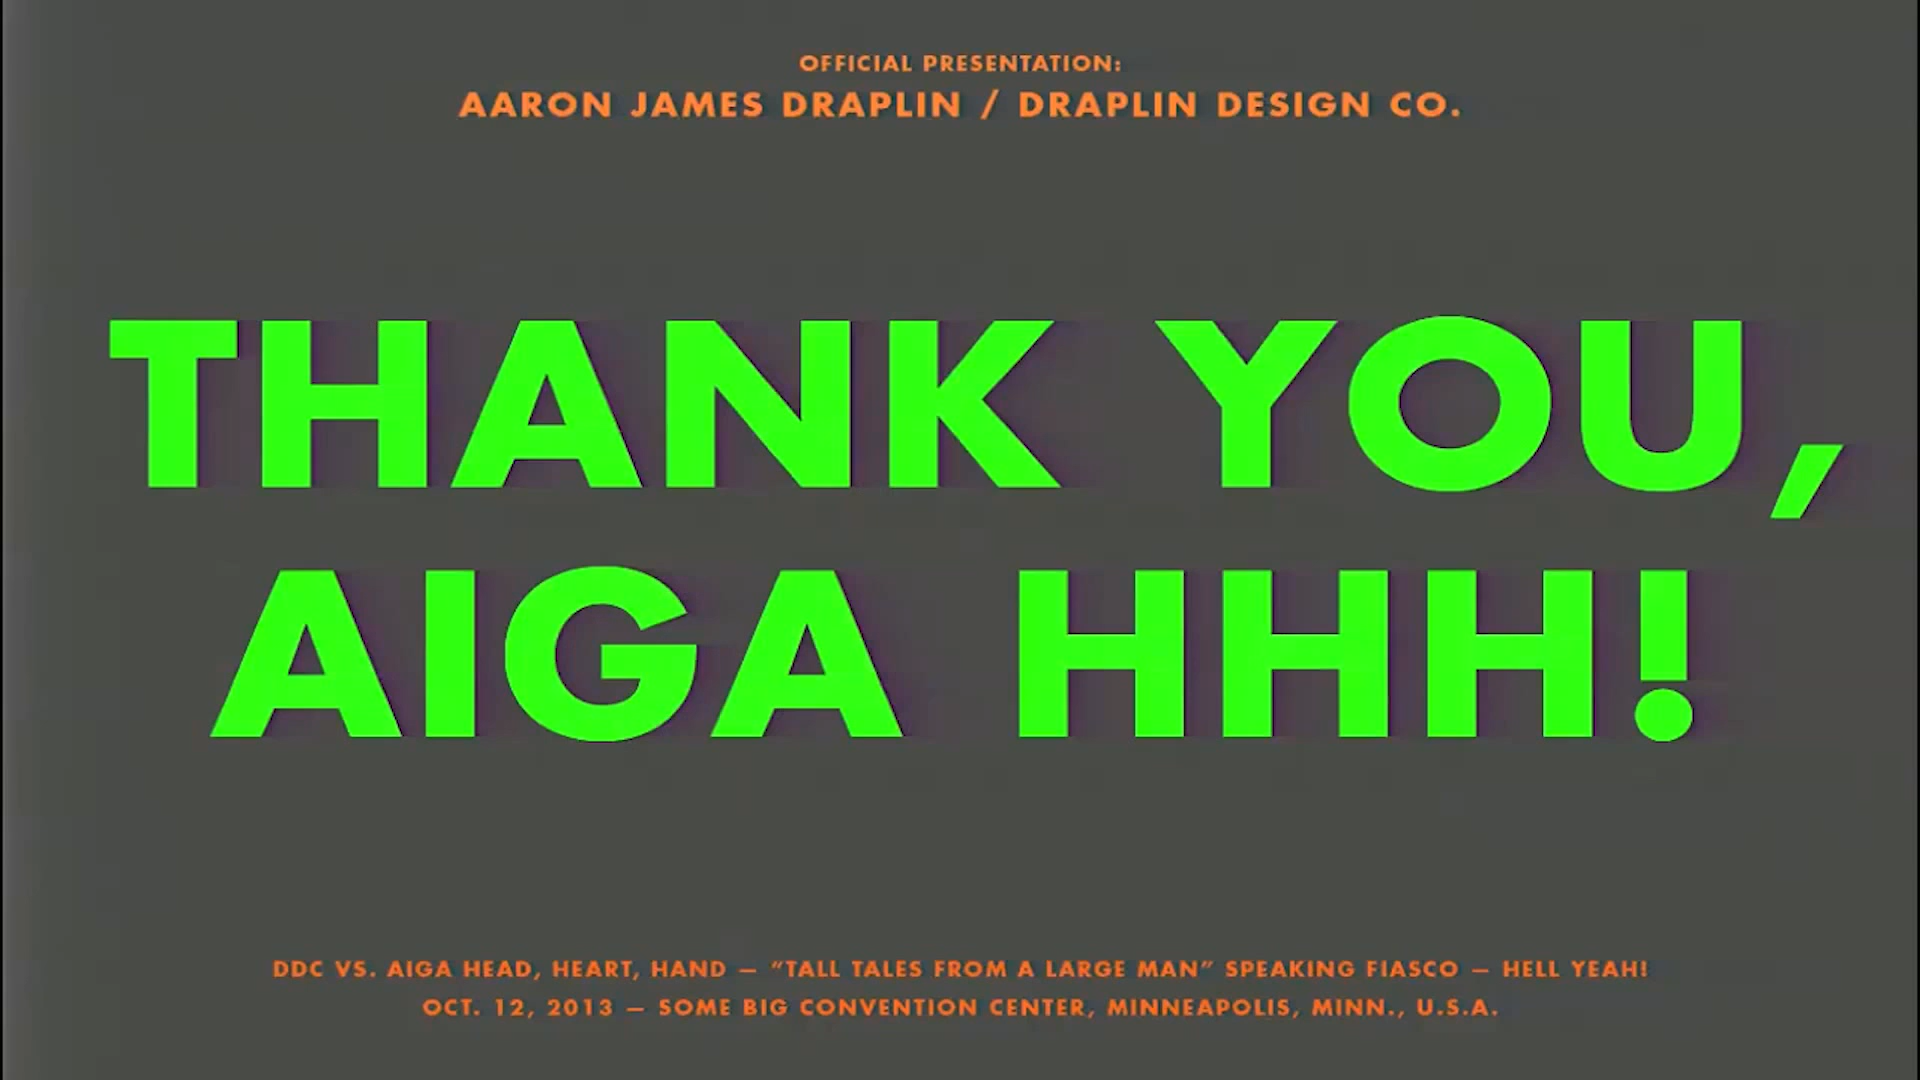 OFFICIAL PRESENTATION:
AARON JAMES DRAPLIN / DRAPLIN DESIGN CO.
THANK YOU,
AIGA HHH!
DDC VS. AIGA HEAD, HEART, HAND — “TALL TALES FROM A LARGE MAN” SPEAKING FIASCO — HELL YEAH!
OCT. 12, 2013 — SOME BIG CONVENTION CENTER, MINNEAPOLIS, MINN., U.S.A.